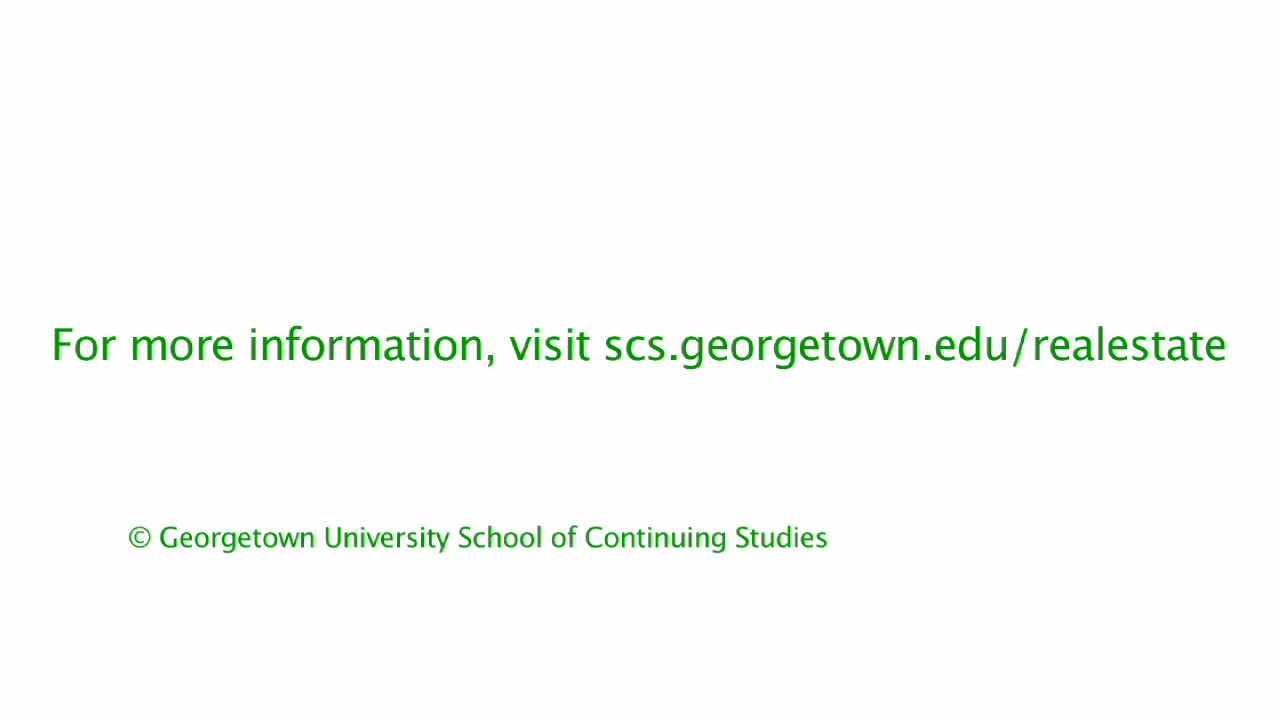 For more information, visit scs.georgetown.edu/realestate
© Georgetown University School of Continuing Studies